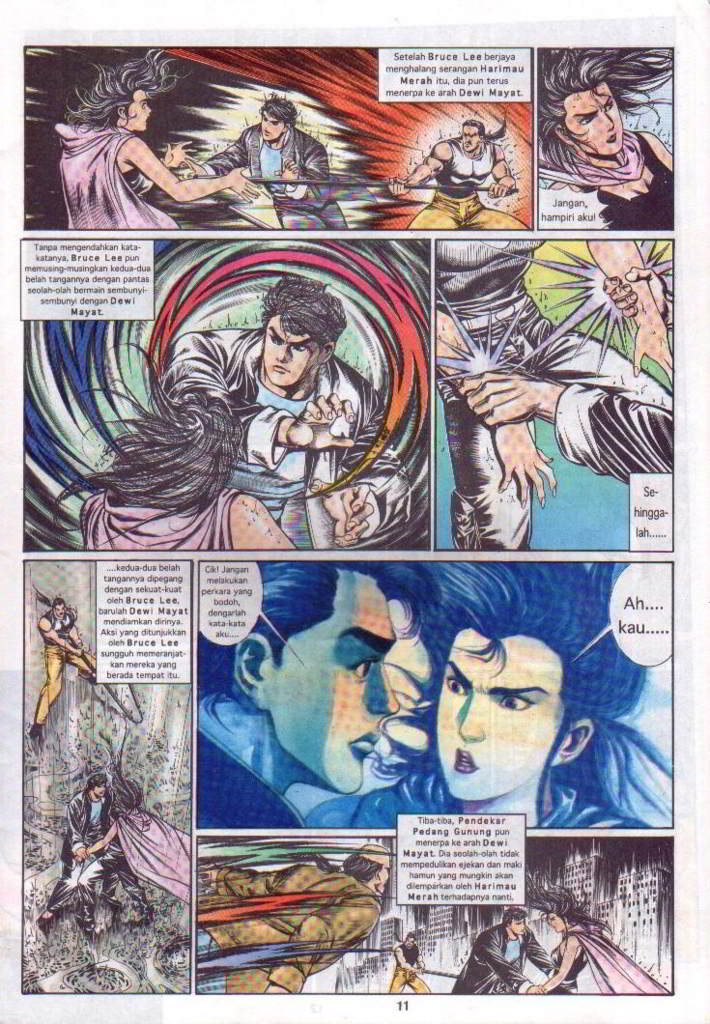 Setelah Bruce Lee berjaya
menghalang serangan Harimau
Merah itu, dia pun terus
menerpa ke arah Dewi Mayat.
Jangan,
hampiri aku!
Tanpa mengendahkan kata-
katanya, Bruce Lee pun
memusing-musingkan kedua-dua
belah tangannya dengan pantas
seolah-olah bermain sembunyi-
sembunyi dengan Dewi
Mayat.
Se-
hingga-
lah......
....kedua-dua belah
tangannya dipegang
dengan sekuat-kuat
oleh Bruce Lee,
barulah Dewi Mayat
mendiamkan dirinya.
Aksi yang ditunjukkan
oleh Bruce Lee
sungguh memeranjat-
kan mereka yang
berada tempat itu.
Cik! Jangan
melakukan
perkara yang
bodoh,
dengarlah
kata-kata
aku....
Ah....
kau.....
Tiba-tiba, Pendekar
Pedang Gunung pun
menerpa ke arah Dewi
Mayat. Dia seolah-olah tidak
mempedulikan ejekan dan maki
hamun yang mungkin akan
dilemparkan oleh Harimau
Merah terhadapnya nanti.
11